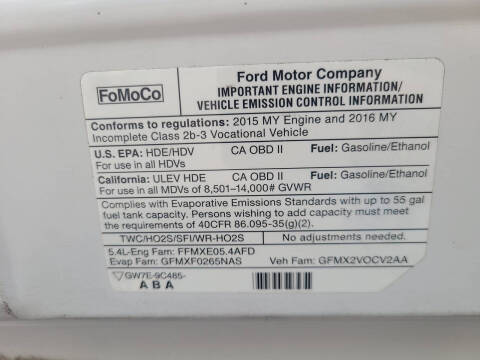 FoMoCo
Ford Motor Company
IMPORTANT ENGINE INFORMATION/
VEHICLE EMISSION CONTROL INFORMATION
Conforms to regulations: 2015 MY Engine and 2016 MY
Incomplete Class 2b-3 Vocational Vehicle
U.S. EPA: HDE/HDV CA OBD II Fuel: Gasoline/Ethanol
For use in all HDVs
California: ULEV HDE CA OBD II Fuel: Gasoline/Ethanol
For use in all MDVs of 8,501–14,000# GVWR
Complies with Evaporative Emissions Standards with up to 55 gal
fuel tank capacity. Persons wishing to add capacity must meet
the requirements of 40CFR 86.095-35(g)(2).
TWC/HO2S/SFI/WR-HO2S No adjustments needed.
5.4L-Eng Fam: FFMXE05.4AFD
Evap Fam: GFMXF0265NAS Veh Fam: GFMX2VOCV2AA
GW7E-9C485-
A B A